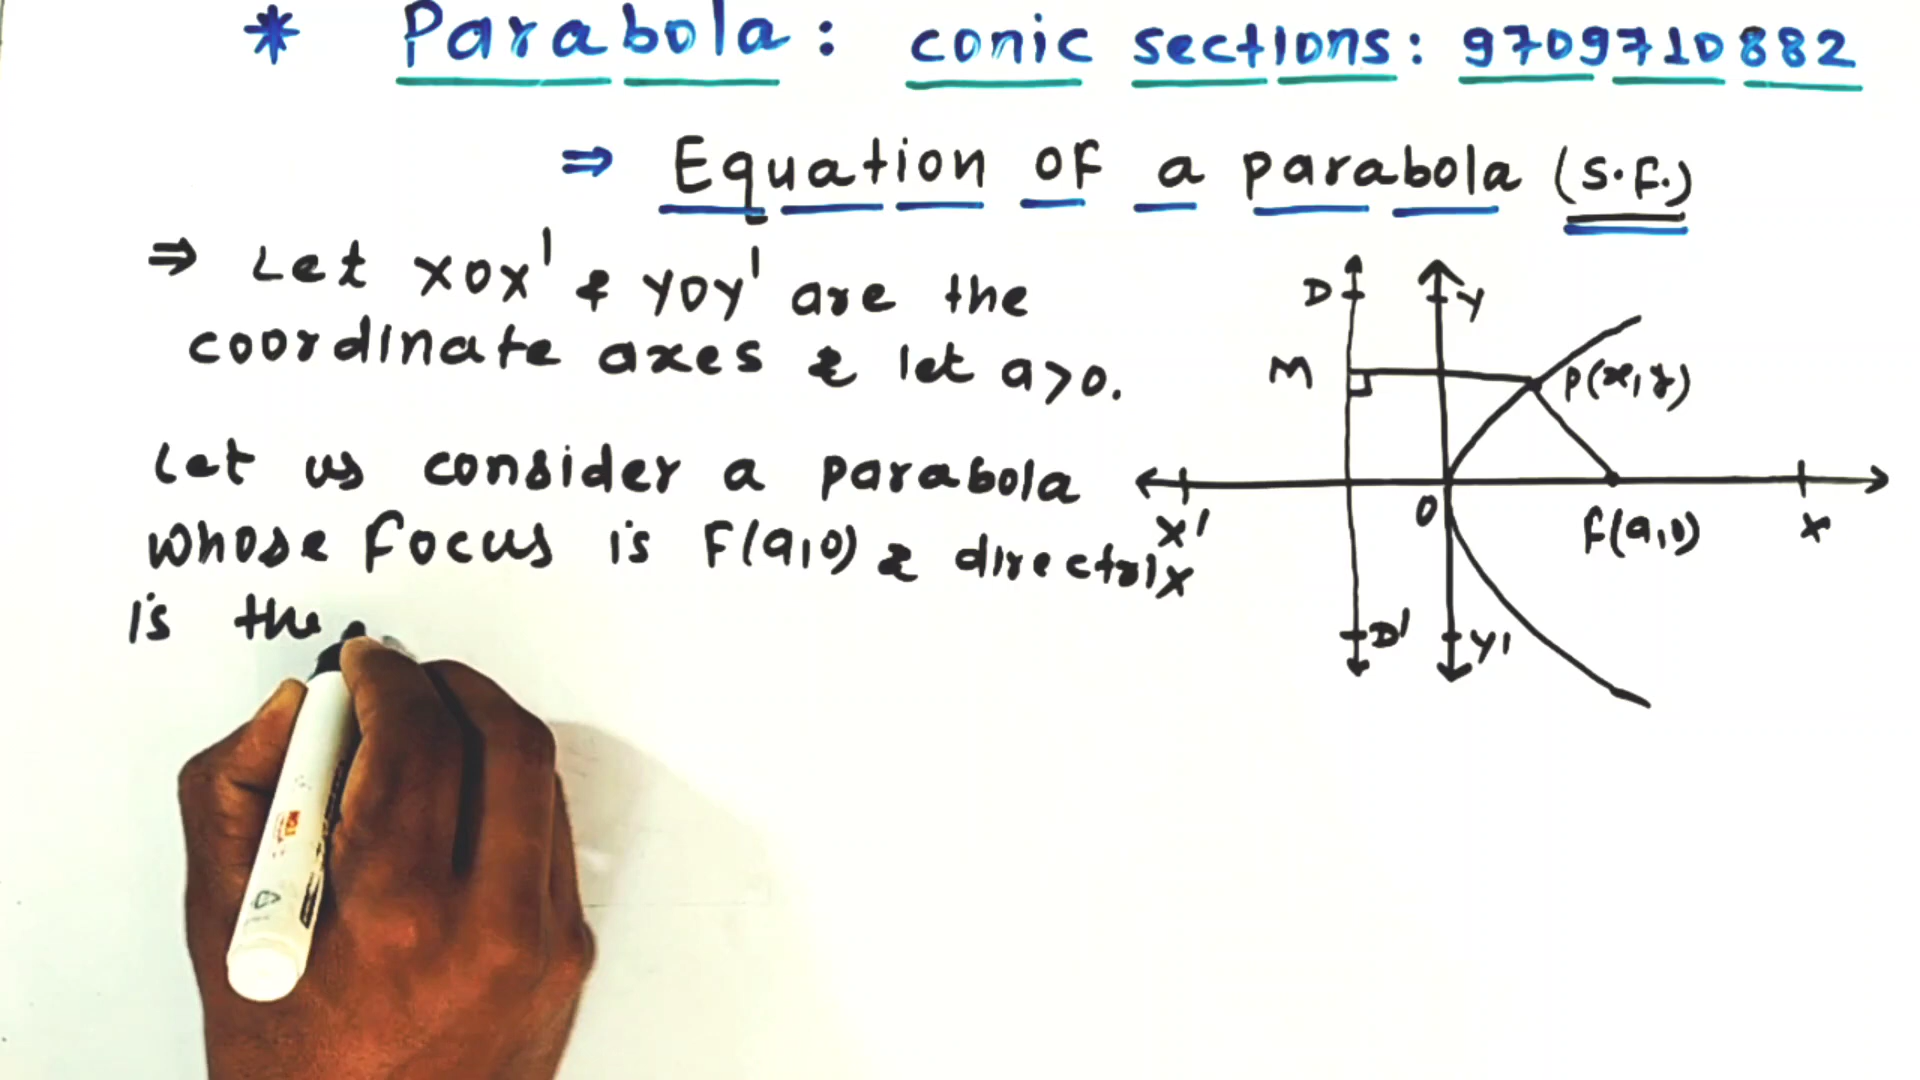 * Parabola: conic sections: 9709710882
⇒ Equation of a parabola (S.F.)
⇒ Let XOX' & YOY' are the
coordinate axes & let a>0.
Let us consider a parabola
whose focus is F(a,0) & directrix
is the
D
Y
M
P(x,y)
X'
O
F(a,0)
X
D'
Y'